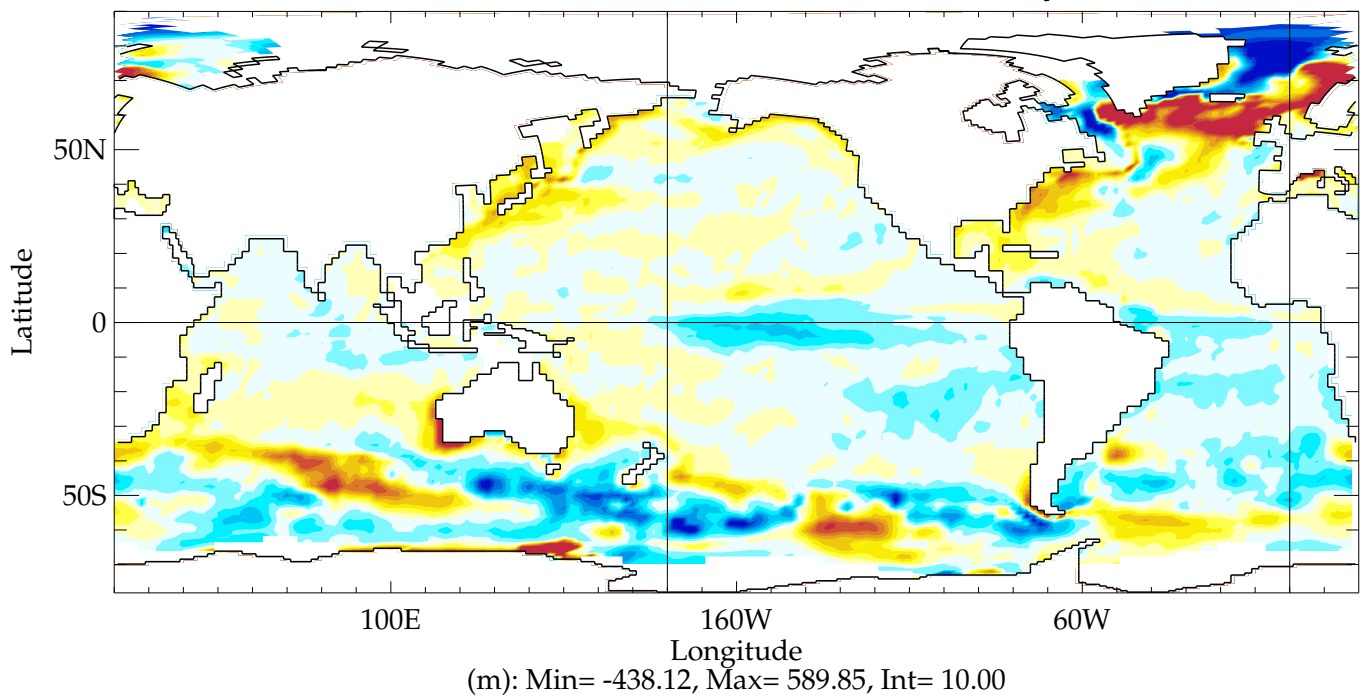 50N
Latitude
0
50S
100E
160W
60W
Longitude
(m): Min= -438.12, Max= 589.85, Int= 10.00